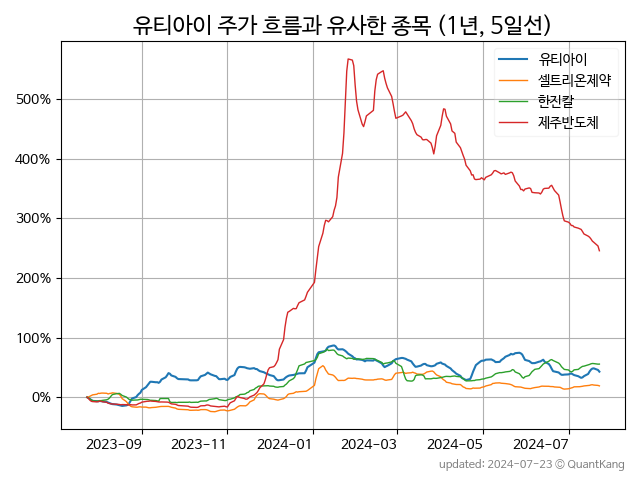 유티아이 주가 흐름과 유사한 종목 (1년, 5일선)
유티아이
셀트리온제약
한진칼
제주반도체
500%
400%
300%
200%
100%
0%
2023-09
2023-11
2024-01
2024-03
2024-05
2024-07
updated: 2024-07-23 © QuantKang